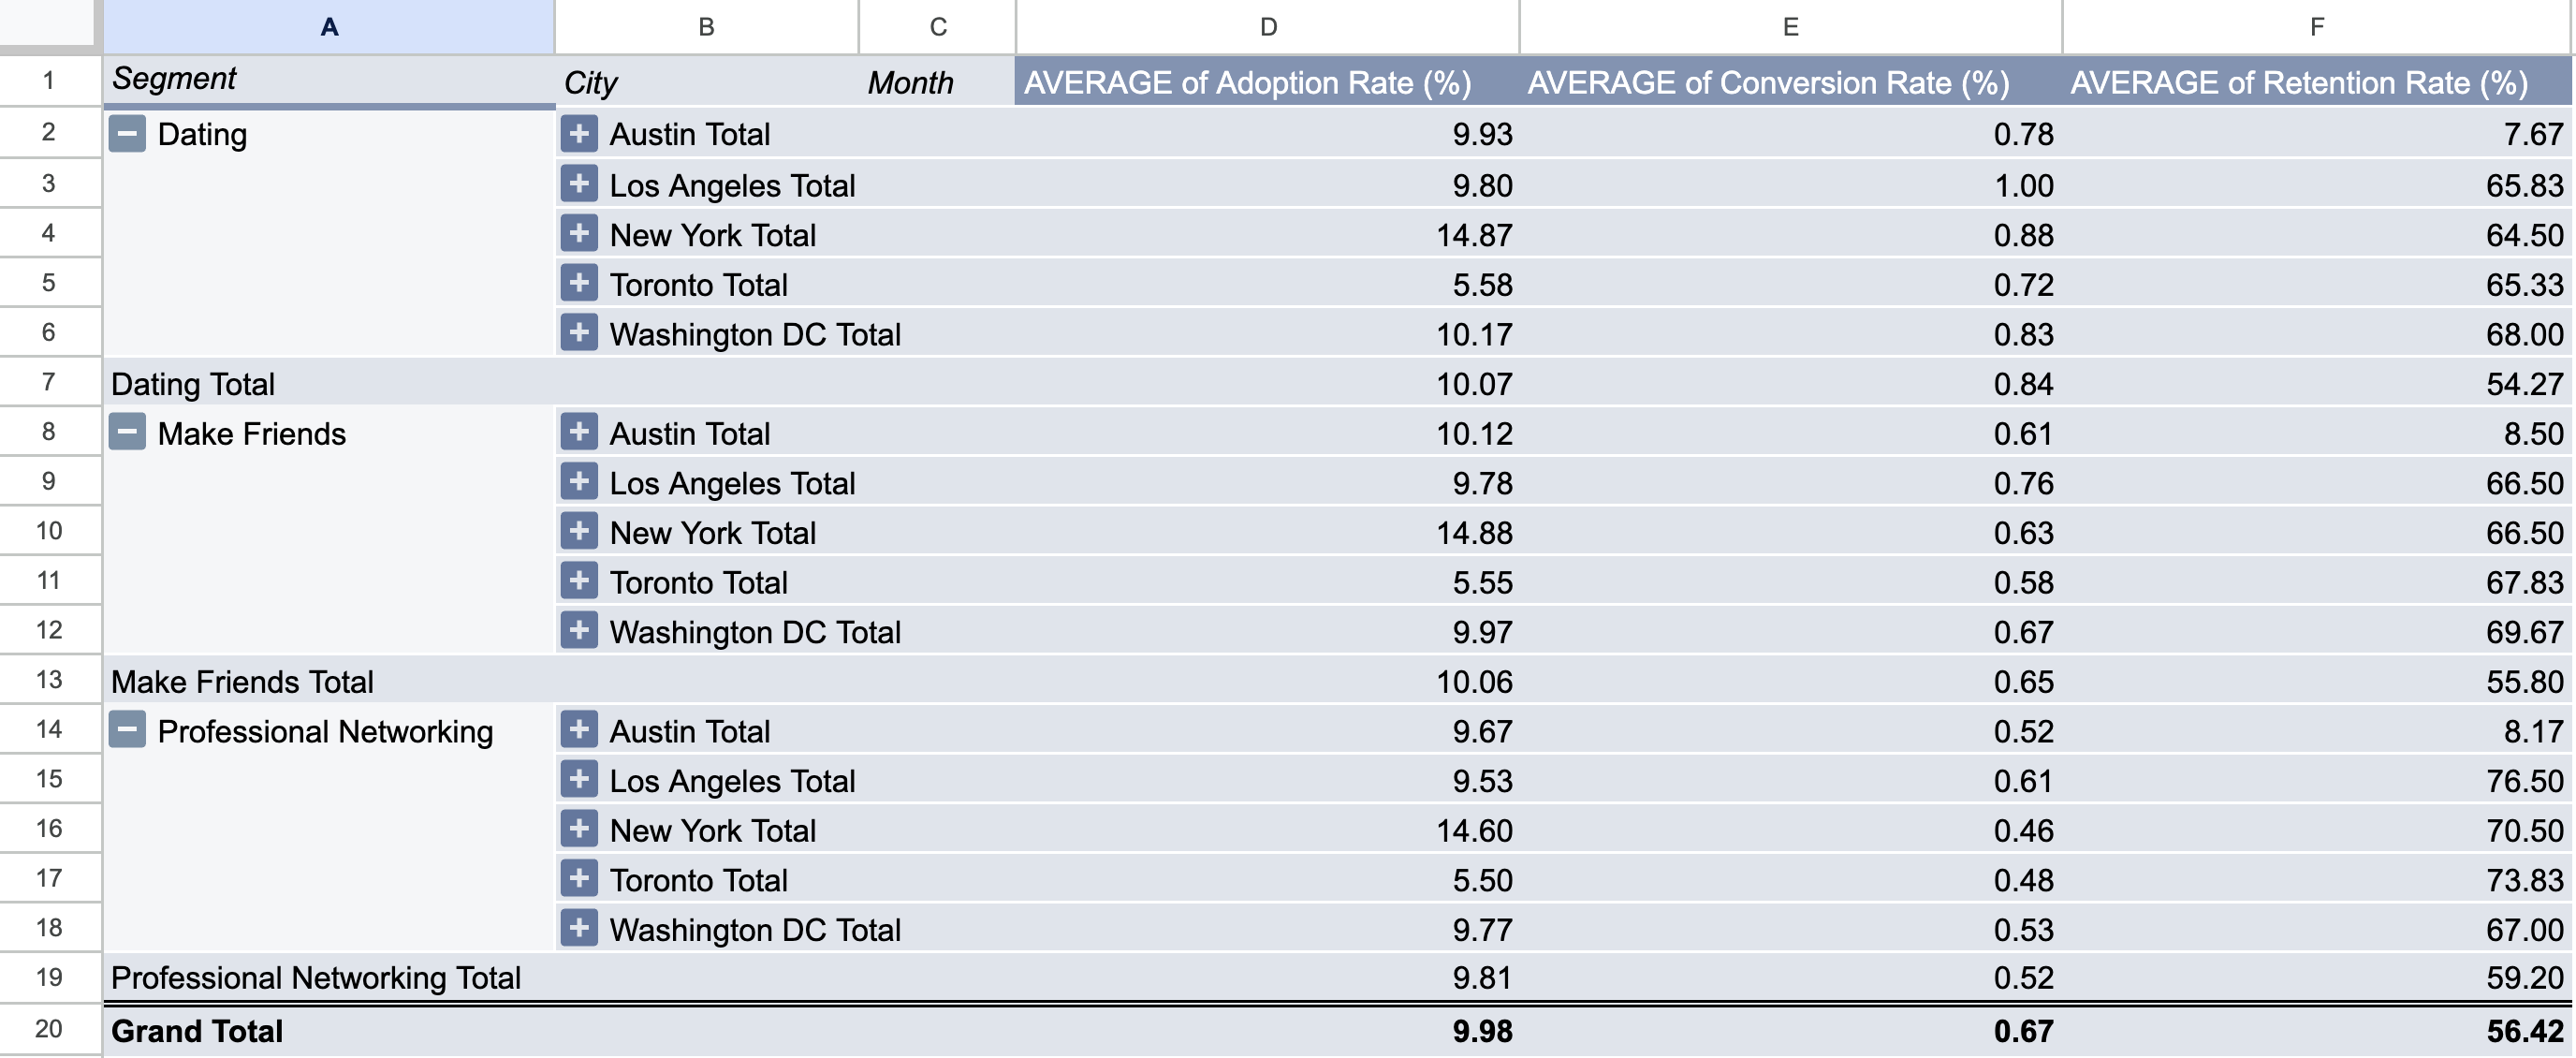 A B C D E F
1 Segment City Month AVERAGE of Adoption Rate (%) AVERAGE of Conversion Rate (%) AVERAGE of Retention Rate (%)
2 Dating Austin Total 9.93 0.78 7.67
3 Los Angeles Total 9.80 1.00 65.83
4 New York Total 14.87 0.88 64.50
5 Toronto Total 5.58 0.72 65.33
6 Washington DC Total 10.17 0.83 68.00
7 Dating Total 10.07 0.84 54.27
8 Make Friends Austin Total 10.12 0.61 8.50
9 Los Angeles Total 9.78 0.76 66.50
10 New York Total 14.88 0.63 66.50
11 Toronto Total 5.55 0.58 67.83
12 Washington DC Total 9.97 0.67 69.67
13 Make Friends Total 10.06 0.65 55.80
14 Professional Networking Austin Total 9.67 0.52 8.17
15 Los Angeles Total 9.53 0.61 76.50
16 New York Total 14.60 0.46 70.50
17 Toronto Total 5.50 0.48 73.83
18 Washington DC Total 9.77 0.53 67.00
19 Professional Networking Total 9.81 0.52 59.20
20 Grand Total 9.98 0.67 56.42